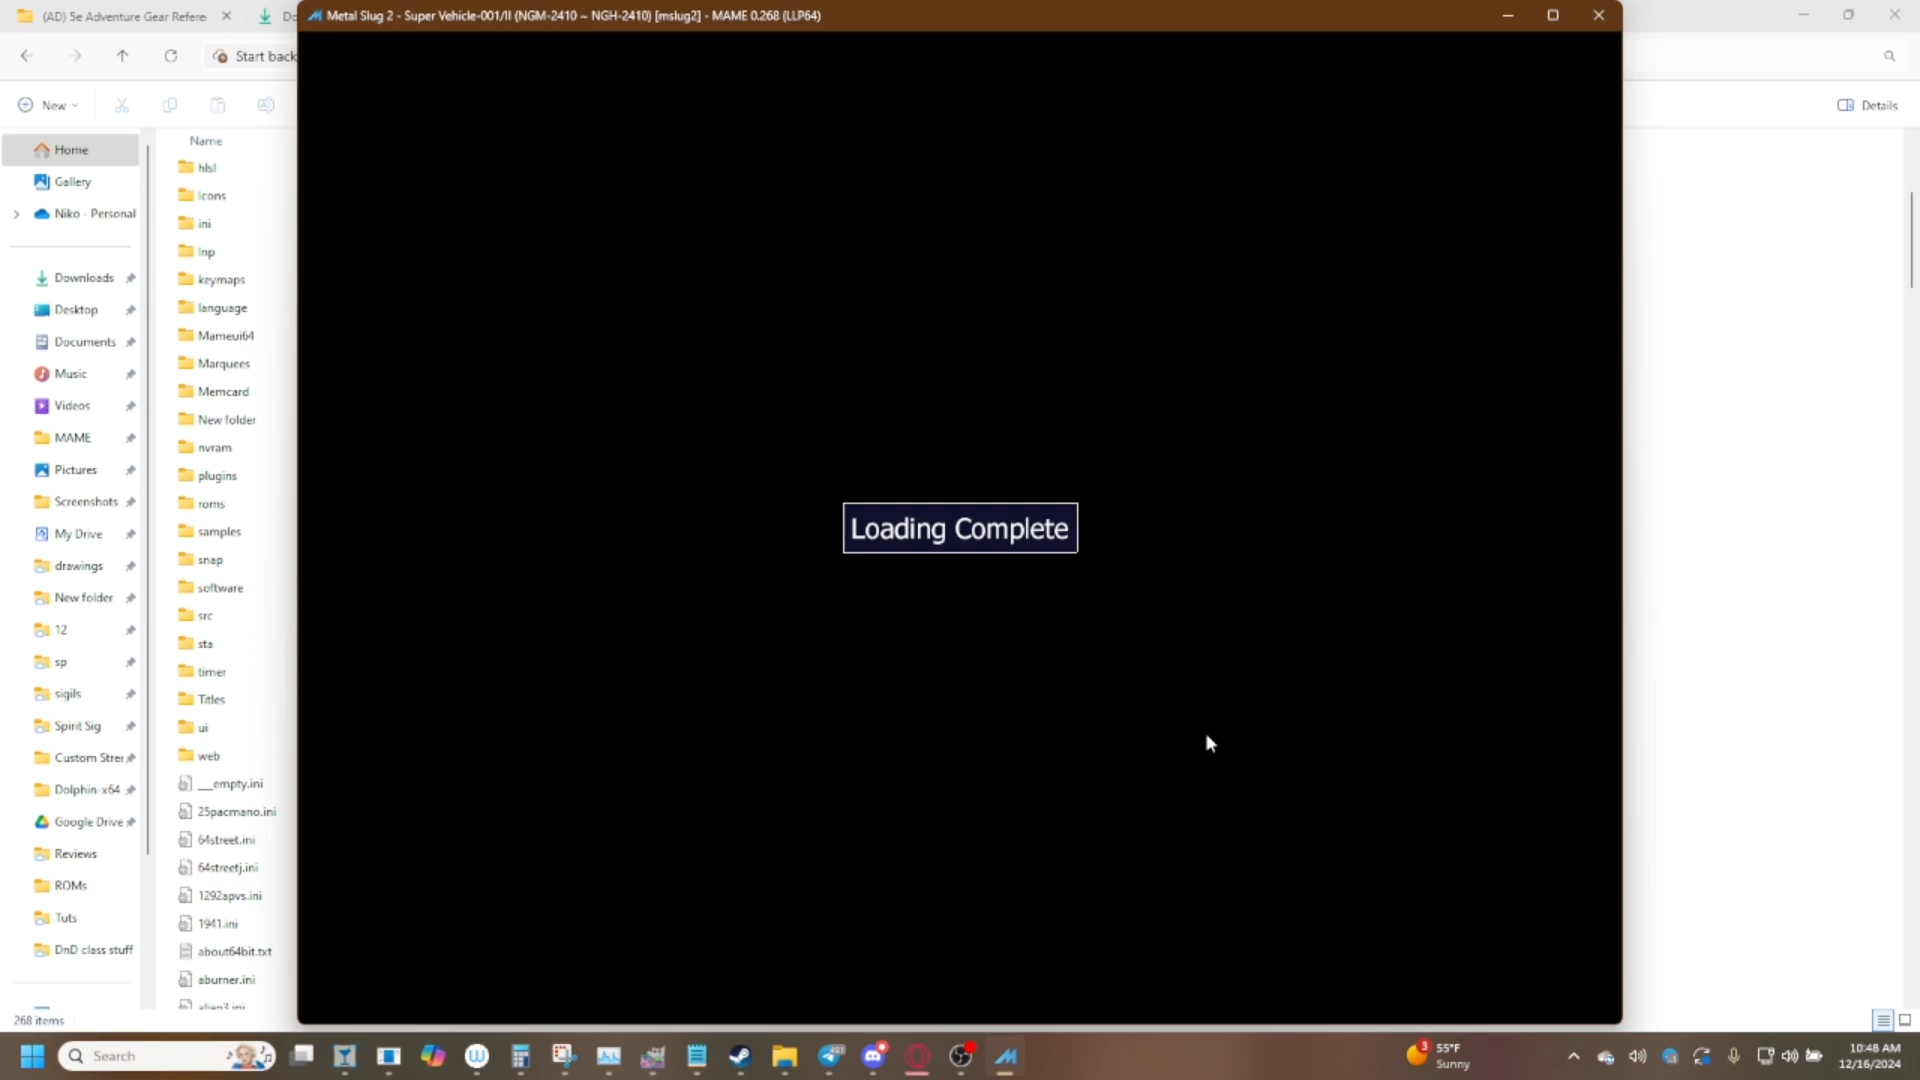 (AD) 5e Adventure Gear Refere
Metal Slug 2 - Super Vehicle-001/II (NGM-2410 ~ NGH-2410) [mslug2] - MAME 0.268 (LLP64)
Start back
New
Details
Name
Home
Gallery
Niko - Personal
Downloads
Desktop
Documents
Music
Videos
MAME
Pictures
Screenshots
My Drive
drawings
New folder
12
sp
sigils
Spirit Sig
Custom Stre
Dolphin-x64
Google Drive
Reviews
ROMs
Tuts
DnD class stuff
hlsl
Icons
ini
Inp
keymaps
language
Mameui64
Marquees
Memcard
New folder
nvram
plugins
roms
samples
snap
software
src
sta
timer
Titles
ui
web
__empty.ini
25pacmano.ini
64street.ini
64streetj.ini
1292apvs.ini
1941.ini
about64bit.txt
aburner.ini
alien3.ini
Loading Complete
268 items
Search
3
55°F
Sunny
10:48 AM
12/16/2024